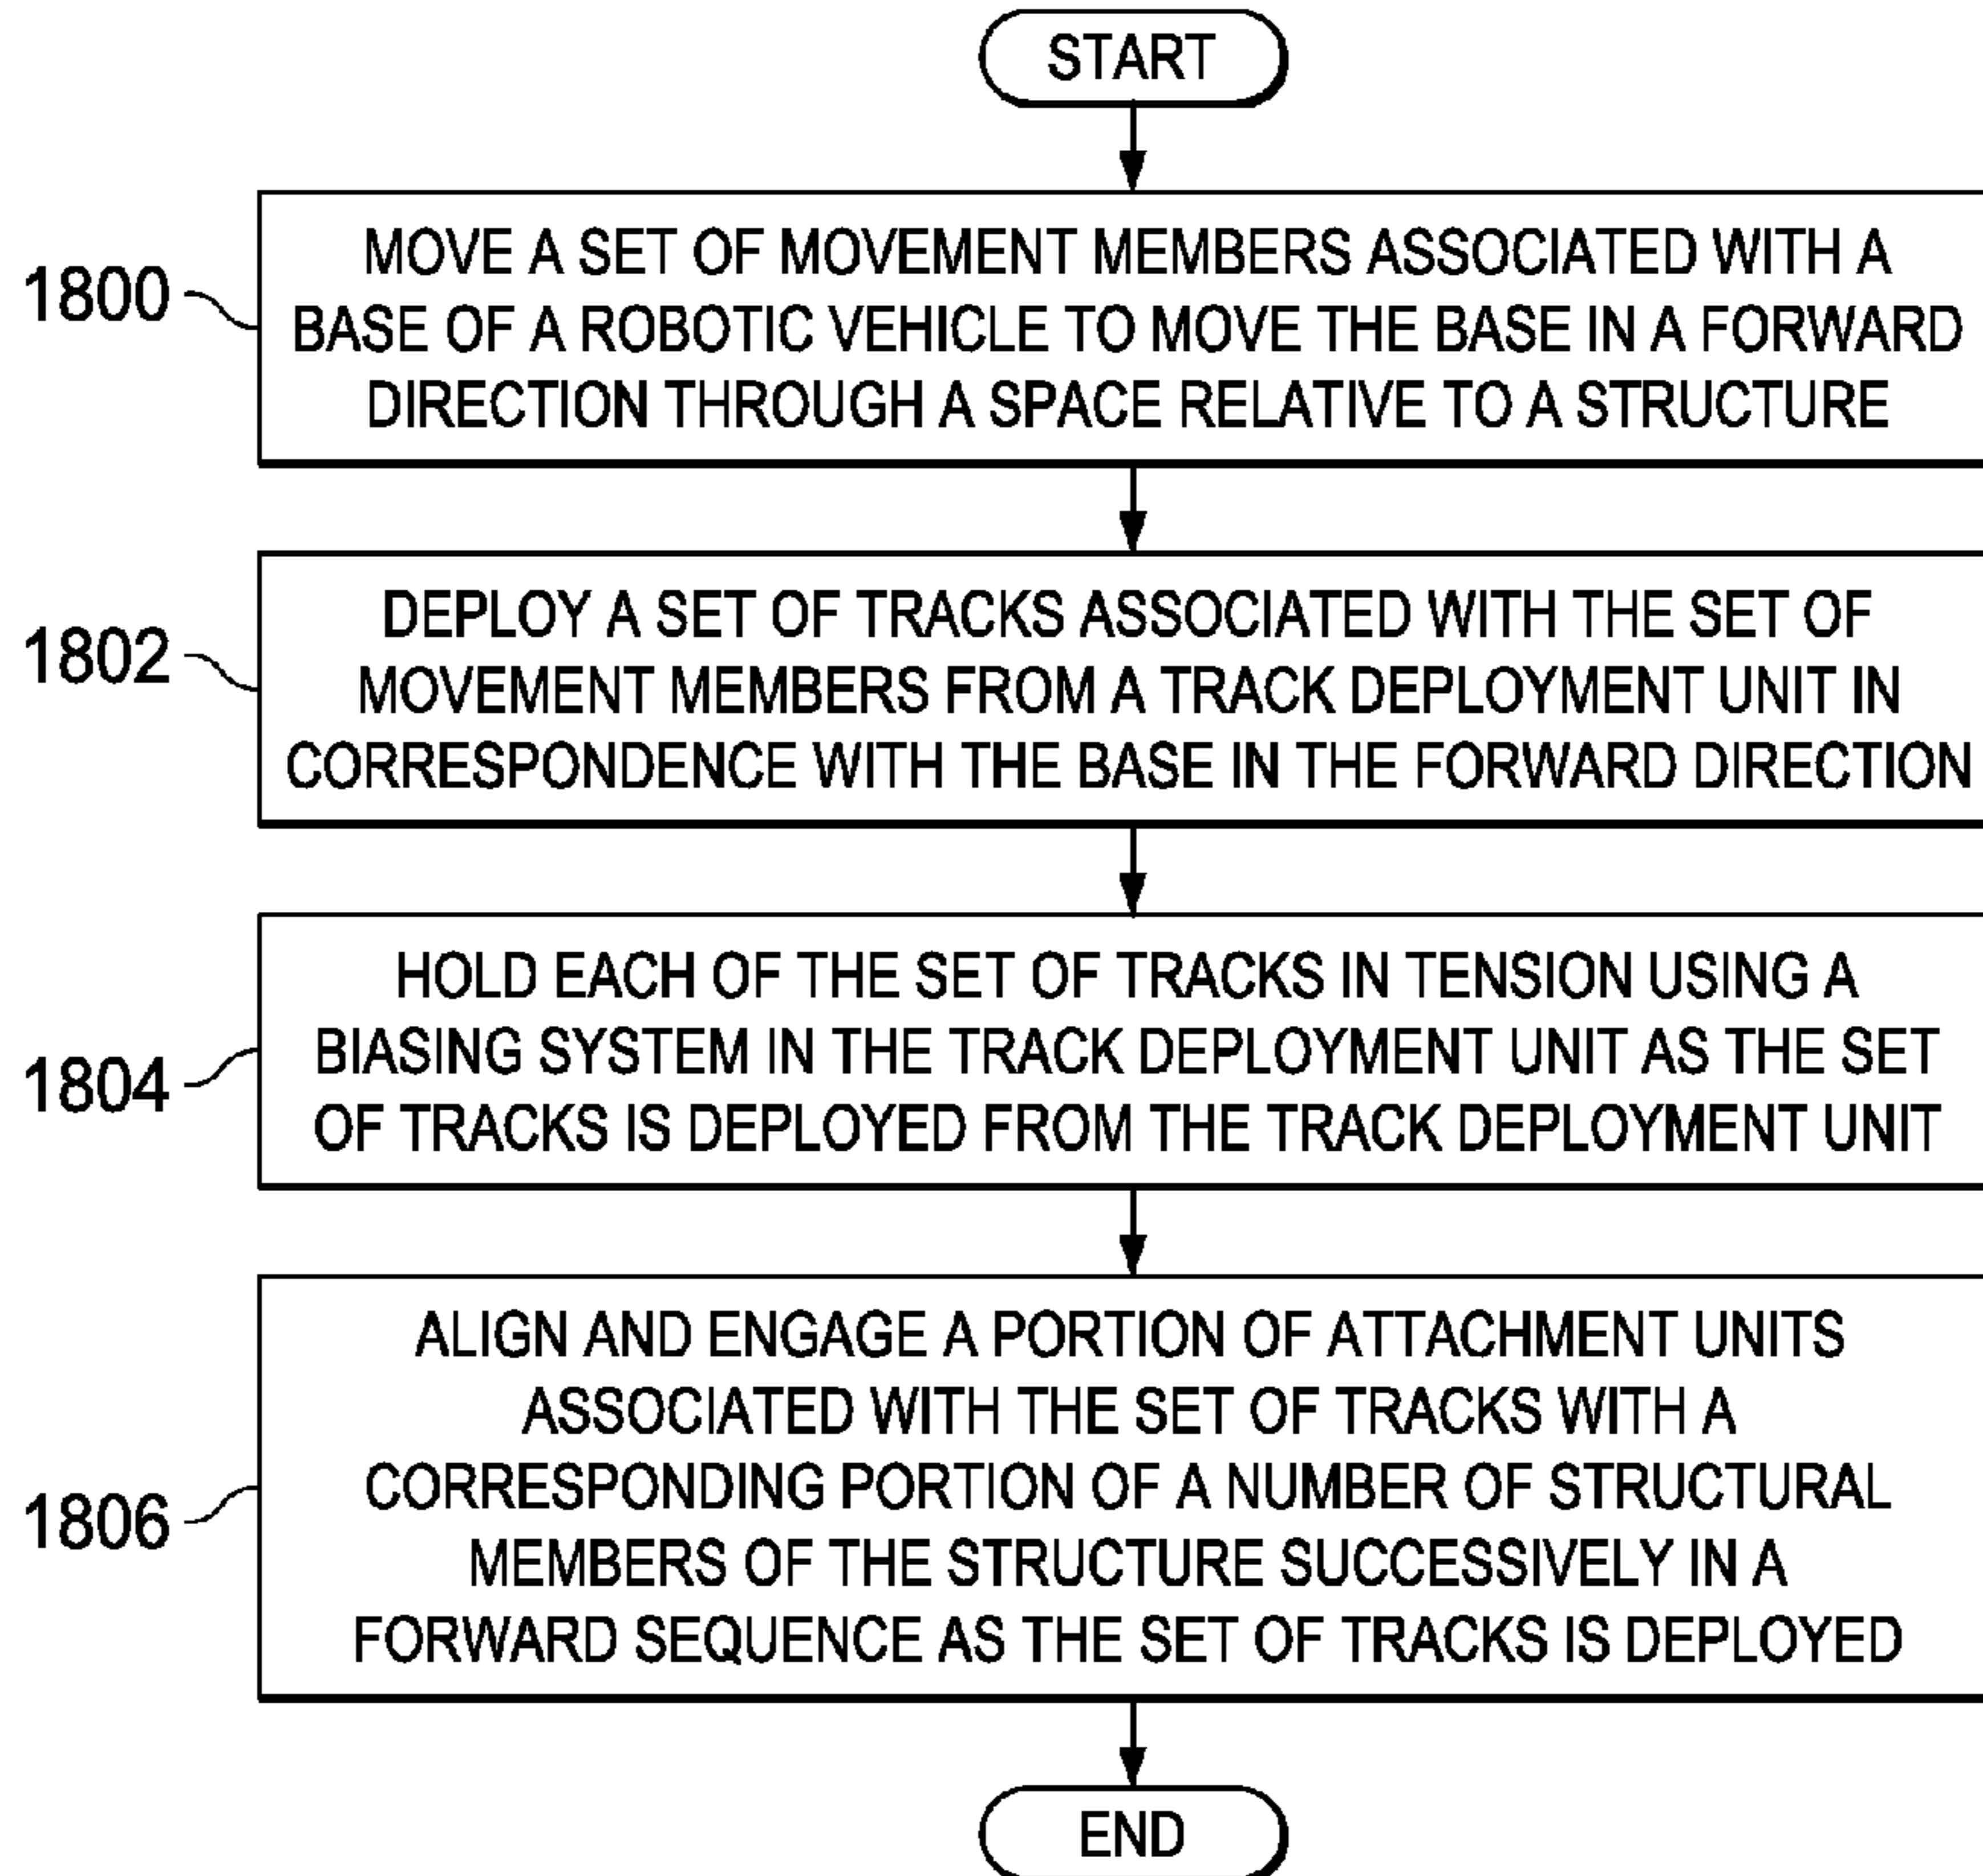 START
1800
MOVE A SET OF MOVEMENT MEMBERS ASSOCIATED WITH A
BASE OF A ROBOTIC VEHICLE TO MOVE THE BASE IN A FORWARD
DIRECTION THROUGH A SPACE RELATIVE TO A STRUCTURE
1802
DEPLOY A SET OF TRACKS ASSOCIATED WITH THE SET OF
MOVEMENT MEMBERS FROM A TRACK DEPLOYMENT UNIT IN
CORRESPONDENCE WITH THE BASE IN THE FORWARD DIRECTION
1804
HOLD EACH OF THE SET OF TRACKS IN TENSION USING A
BIASING SYSTEM IN THE TRACK DEPLOYMENT UNIT AS THE SET
OF TRACKS IS DEPLOYED FROM THE TRACK DEPLOYMENT UNIT
1806
ALIGN AND ENGAGE A PORTION OF ATTACHMENT UNITS
ASSOCIATED WITH THE SET OF TRACKS WITH A
CORRESPONDING PORTION OF A NUMBER OF STRUCTURAL
MEMBERS OF THE STRUCTURE SUCCESSIVELY IN A
FORWARD SEQUENCE AS THE SET OF TRACKS IS DEPLOYED
END